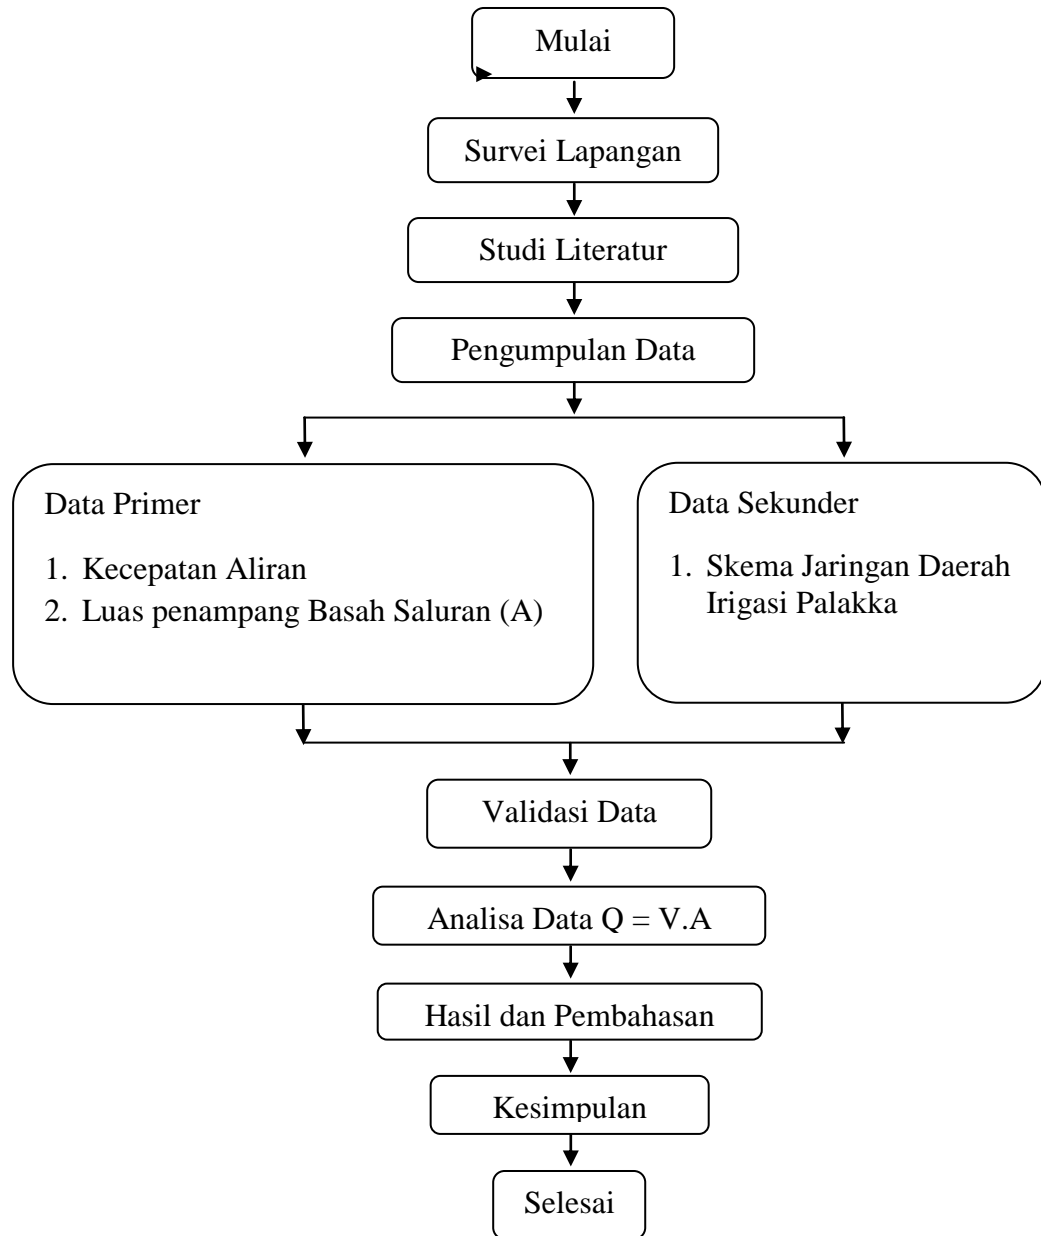 Mulai
Survei Lapangan
Studi Literatur
Pengumpulan Data
Data Primer
1. Kecepatan Aliran
2. Luas penampang Basah Saluran (A)
Data Sekunder
1. Skema Jaringan Daerah
Irigasi Palakka
Validasi Data
Analisa Data Q = V.A
Hasil dan Pembahasan
Kesimpulan
Selesai